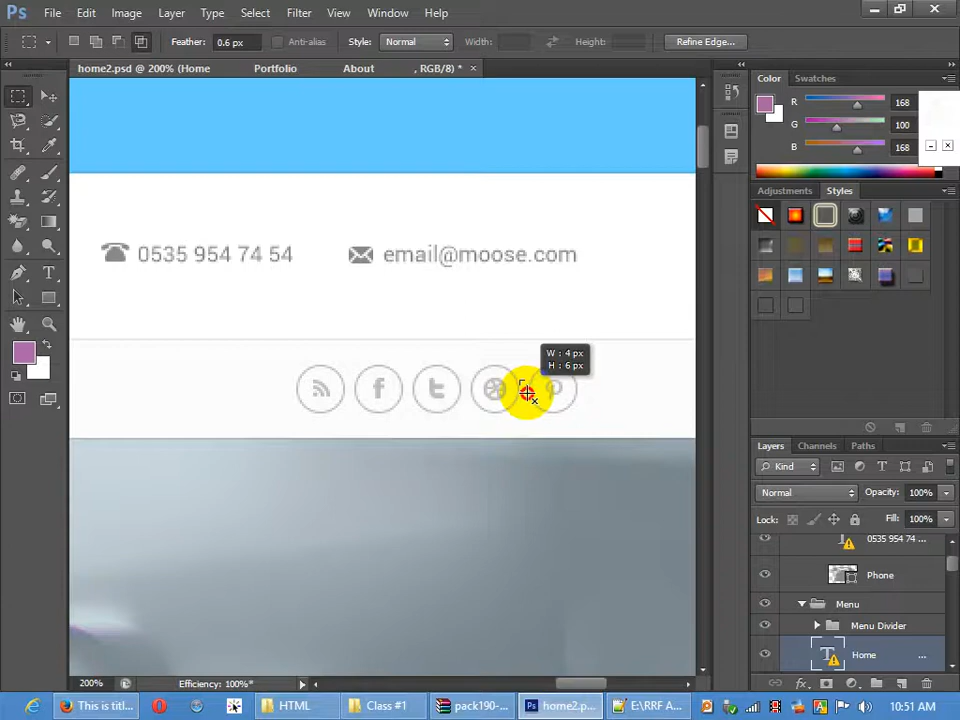 Ps File Edit Image Layer Type Select Filter View Window Help
Feather: 0.6 px Anti-alias Style: Normal Width: Height: Refine Edge...
home2.psd @ 200% (Home Portfolio About , RGB/8) * ×
Color Swatches
R 168
G 100
B 168
Adjustments Styles
0535 954 74 54 email@moose.com
W : 4 px
H : 6 px
Layers Channels Paths
Kind
Normal Opacity: 100%
Lock: Fill: 100%
0535 954 74 ...
Phone
Menu
Menu Divider
Home ...
200% Efficiency: 100%*
This is titl... HTML Class #1 pack190-... home2.p... E:\RRF A... 10:51 AM